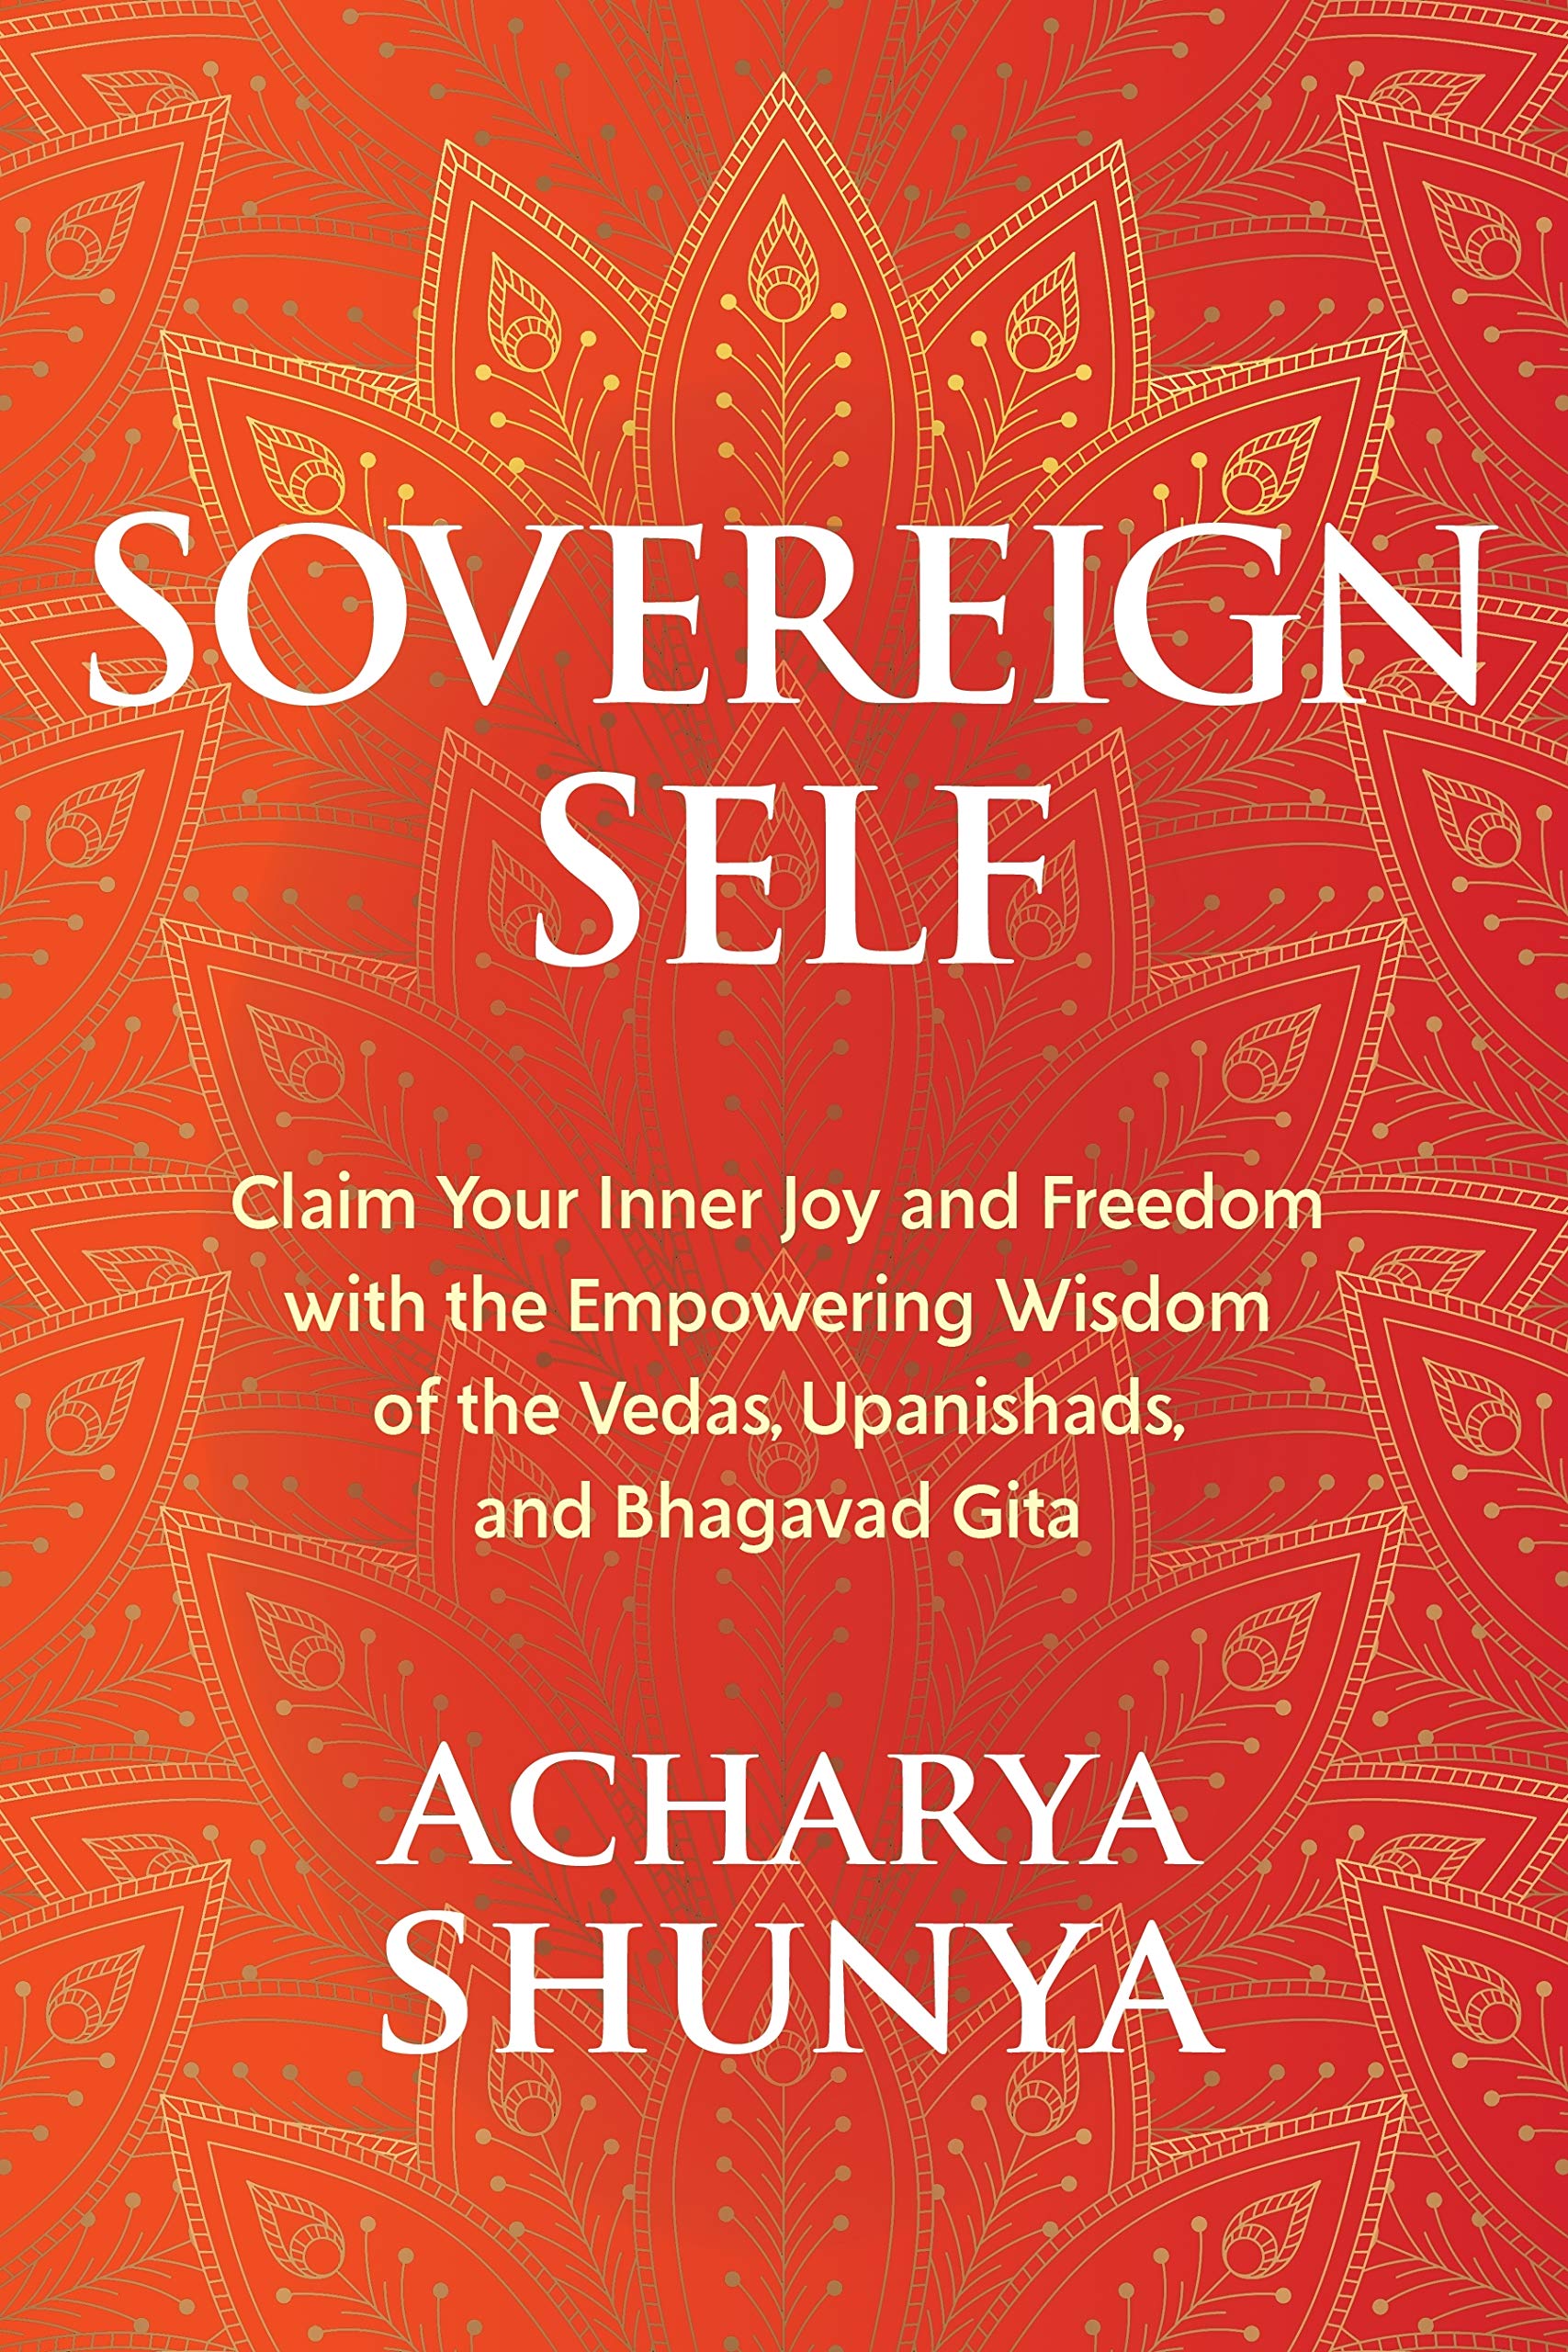 SOVEREIGN
SELF
Claim Your Inner Joy and Freedom
with the Empowering Wisdom
of the Vedas, Upanishads,
and Bhagavad Gita
ACHARYA
SHUNYA